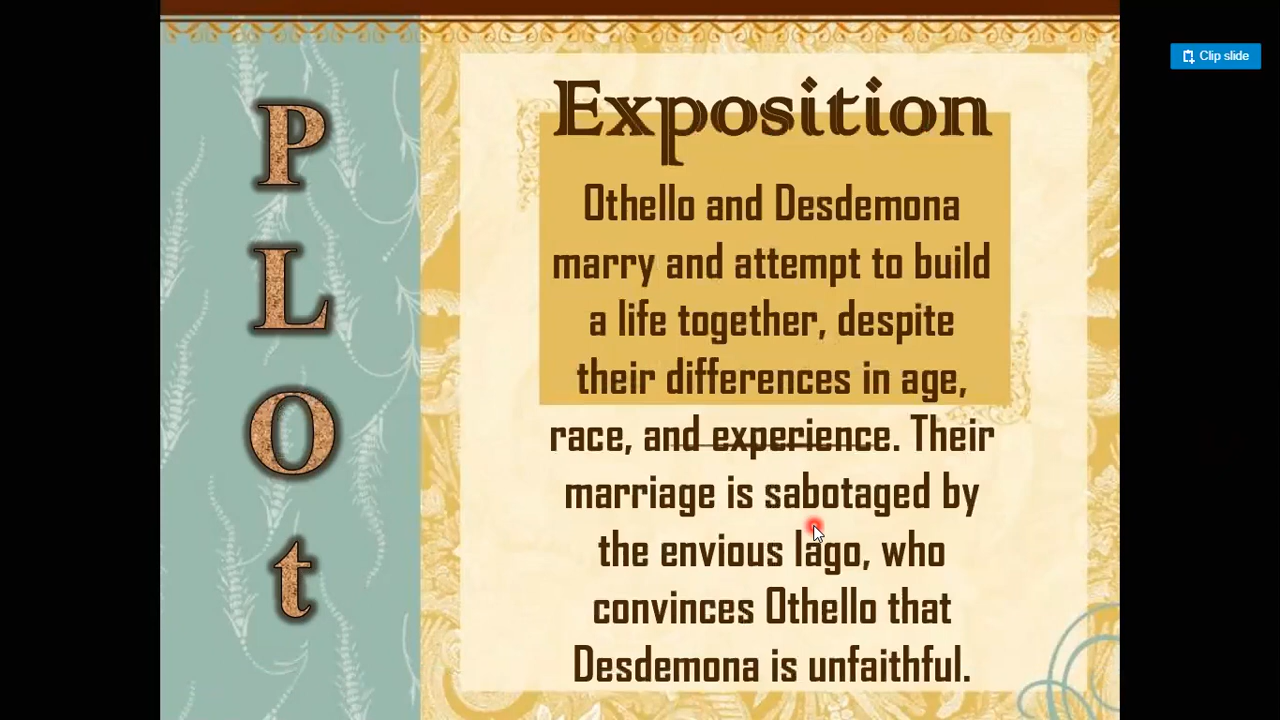 Clip slide
PLOt
Exposition
Othello and Desdemona
marry and attempt to build
a life together, despite
their differences in age,
race, and experience. Their
marriage is sabotaged by
the envious Iago, who
convinces Othello that
Desdemona is unfaithful.